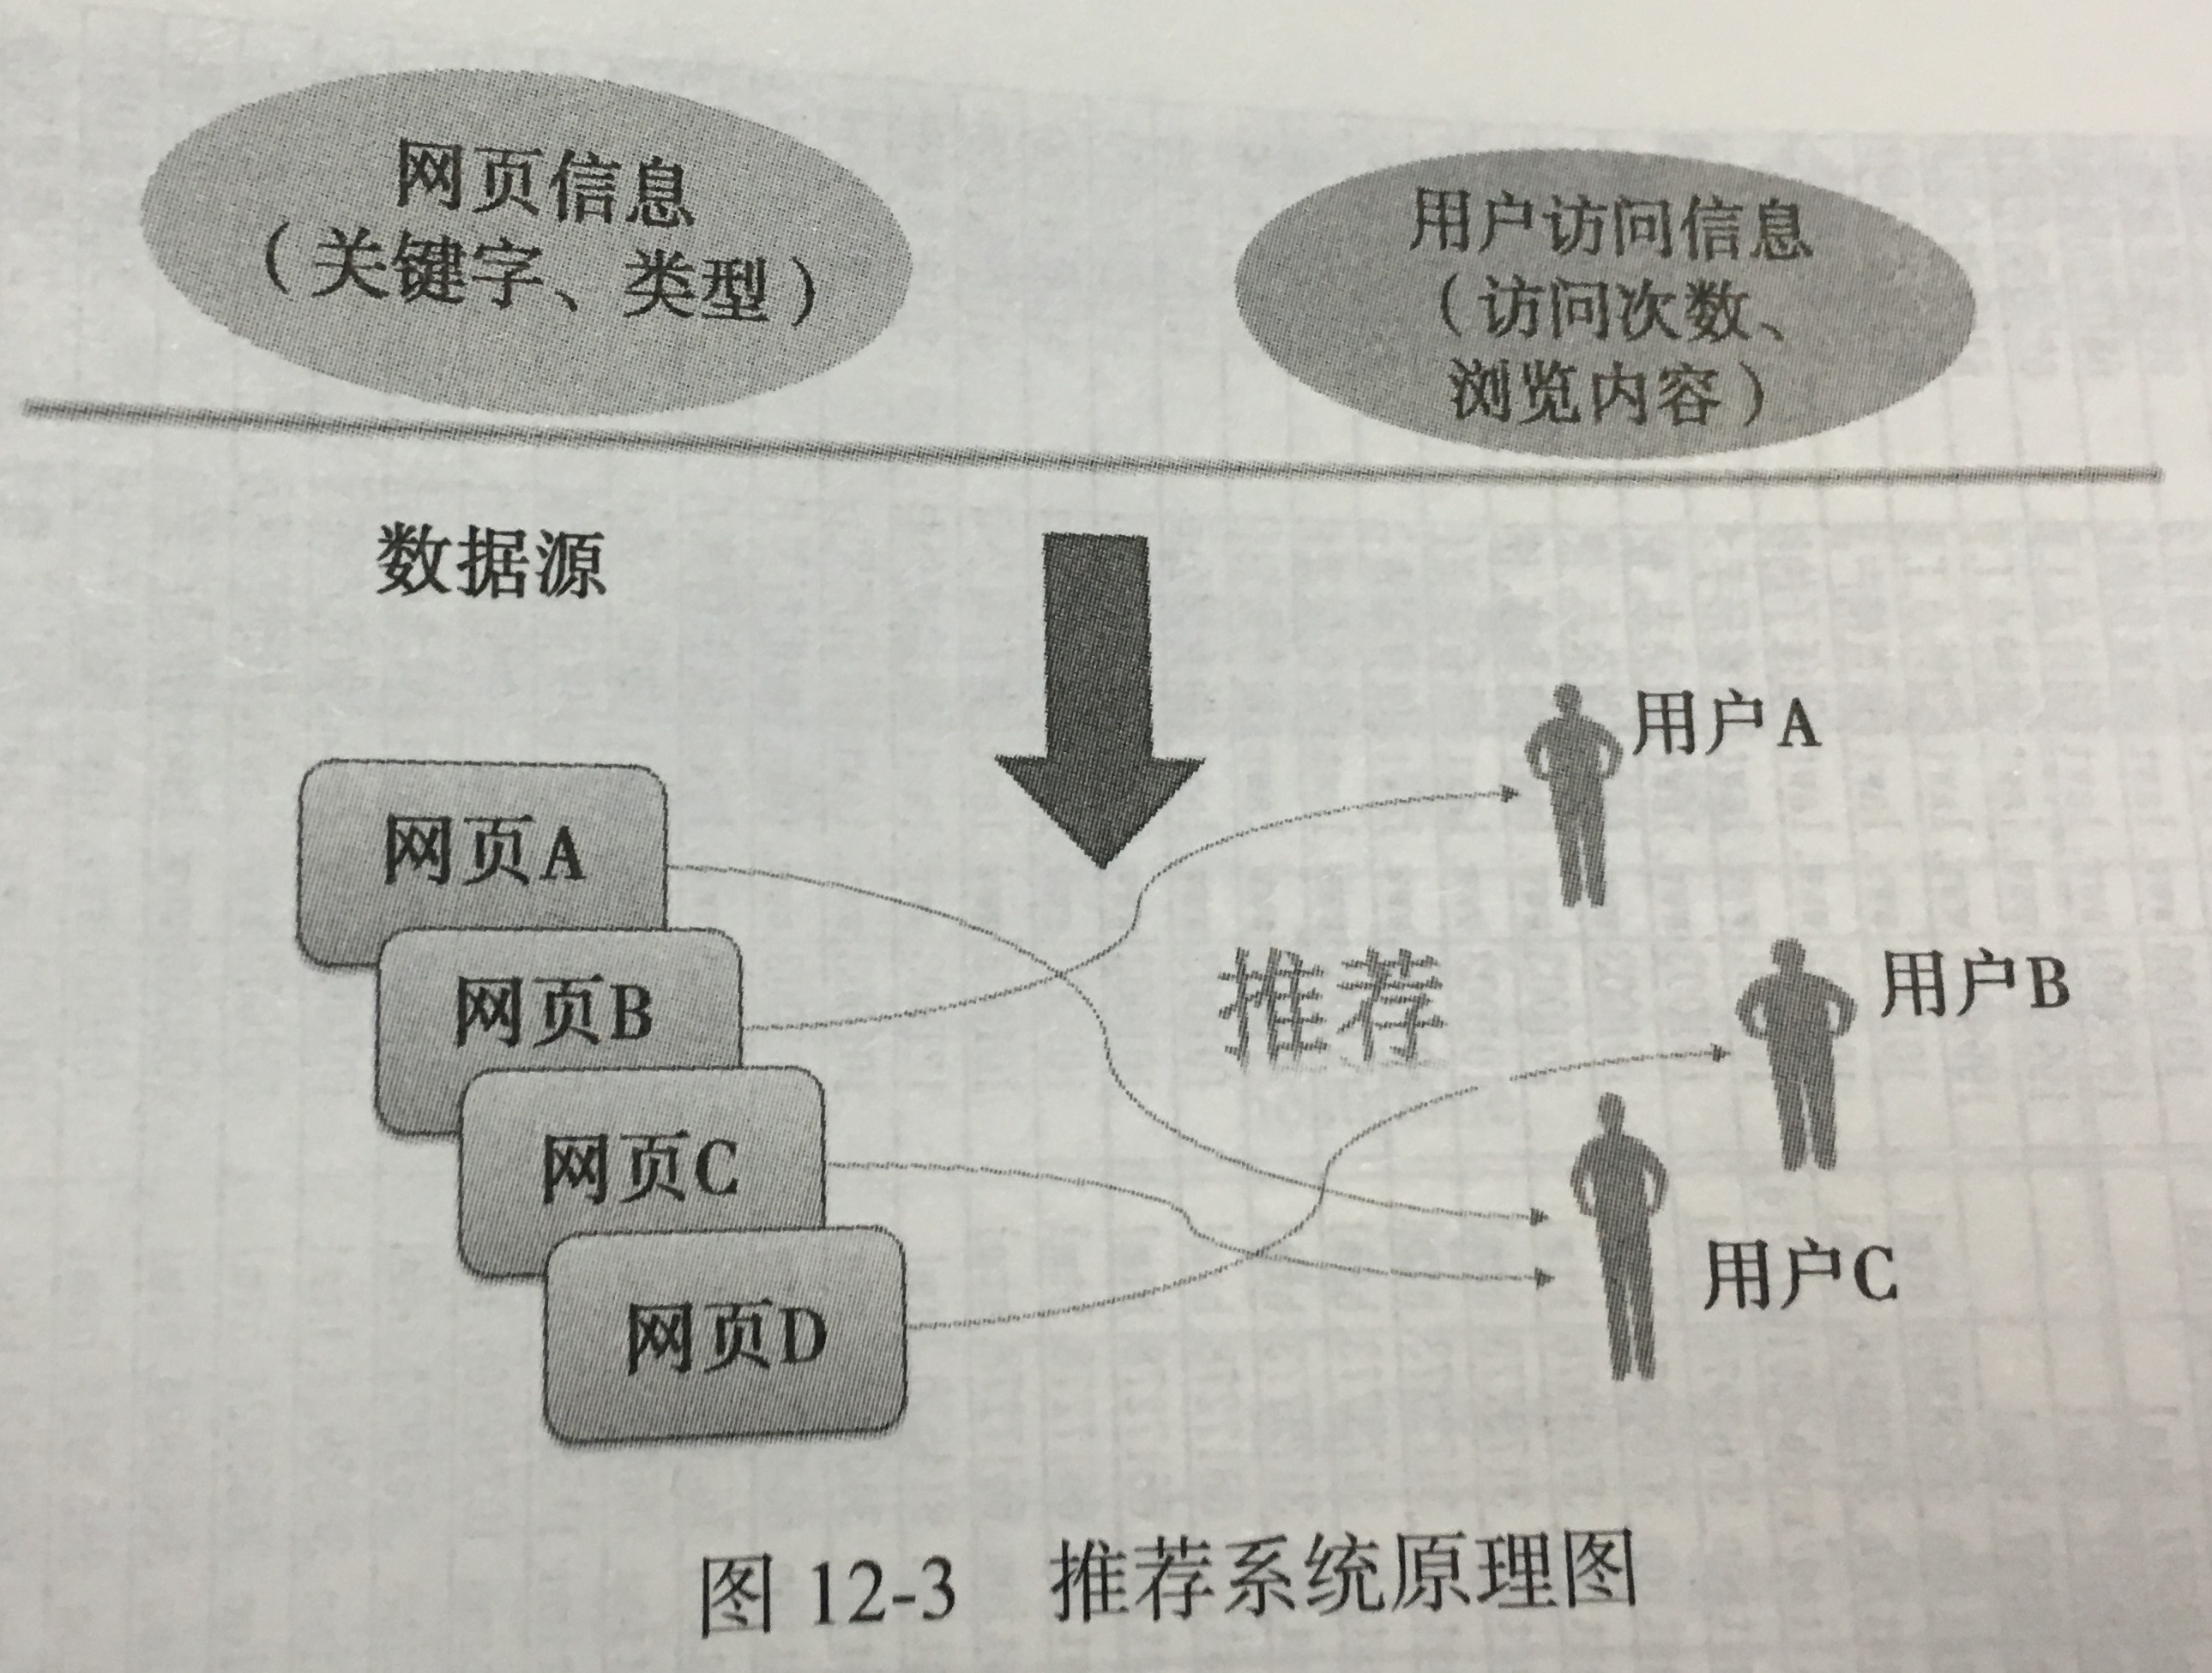 网页信息
（关键字、类型）
用户访问信息
（访问次数、
浏览内容）
数据源
用户A
网页A
推荐
用户B
网页B
网页C
用户C
网页D
图 12-3 推荐系统原理图